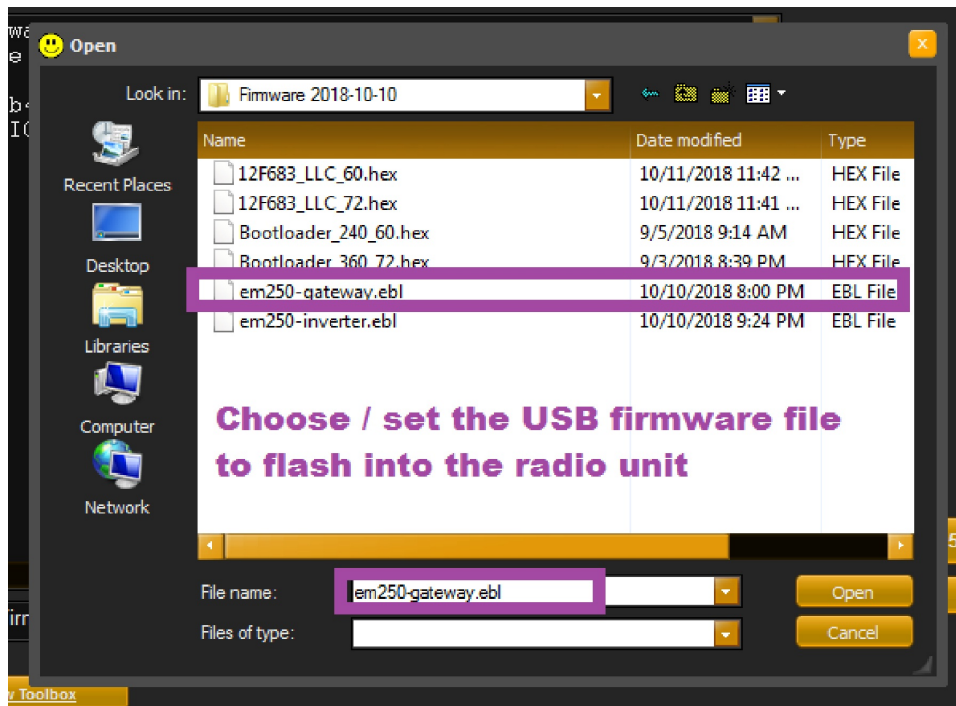 Open
Look in:
Firmware 2018-10-10
Name Date modified Type
12F683_LLC_60.hex 10/11/2018 11:42 ... HEX File
12F683_LLC_72.hex 10/11/2018 11:41 ... HEX File
Bootloader_240_60.hex 9/5/2018 9:14 AM HEX File
Bootloader_360_72.hex 9/3/2018 8:39 PM HEX File
em250-gateway.ebl 10/10/2018 8:00 PM EBL File
em250-inverter.ebl 10/10/2018 9:24 PM EBL File
Recent Places
Desktop
Libraries
Computer
Network
Choose / set the USB firmware file
to flash into the radio unit
File name: em250-gateway.ebl Open
Files of type: Cancel
Toolbox